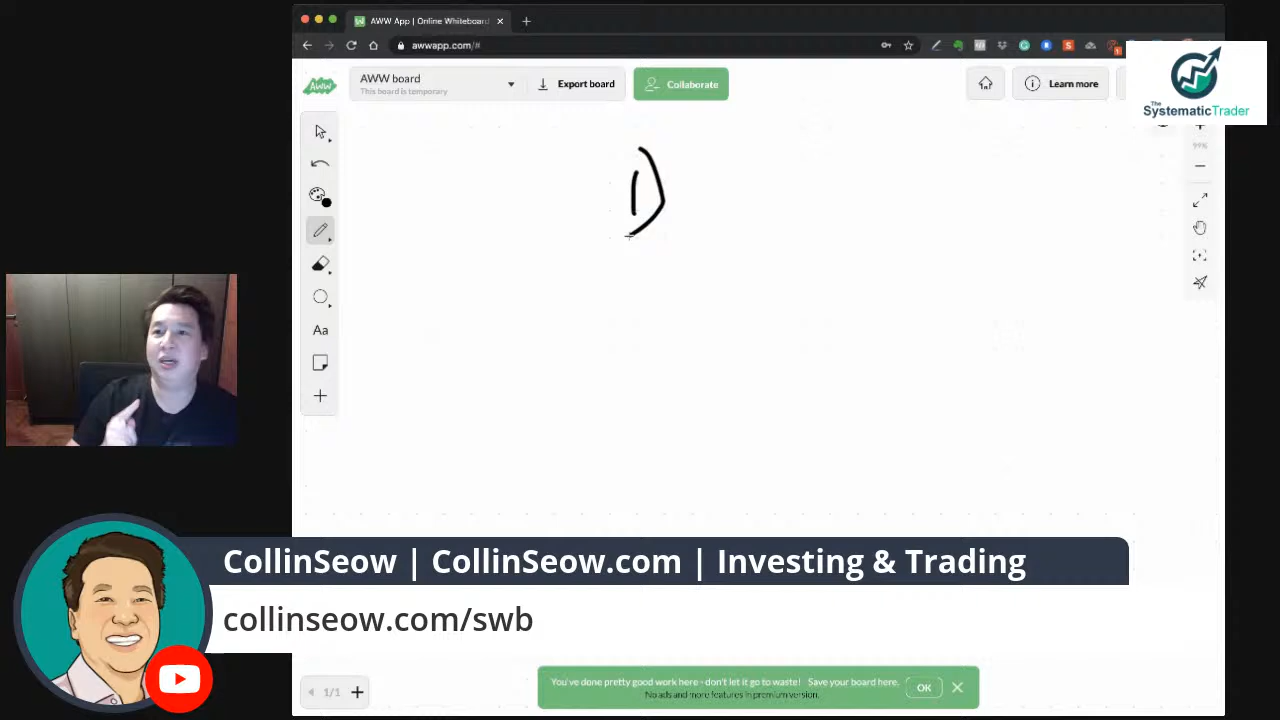 AWW App | Online Whiteboard
awwapp.com/#
AWW
AWW board
This board is temporary
Export board
Collaborate
Learn more
The
SystematicTrader
99%
1)
Aa
CollinSeow | CollinSeow.com | Investing & Trading
collinseow.com/swb
1/1
You've done pretty good work here - don't let it go to waste! Save your board here.
No ads and more features in premium version.
OK